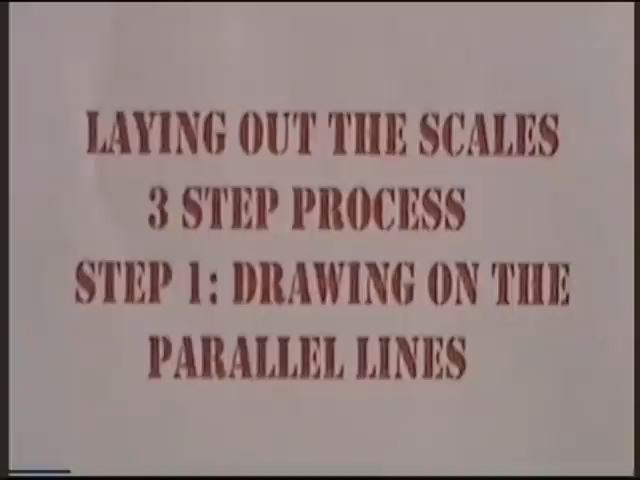 LAYING OUT THE SCALES
3 STEP PROCESS
STEP 1: DRAWING ON THE
PARALLEL LINES